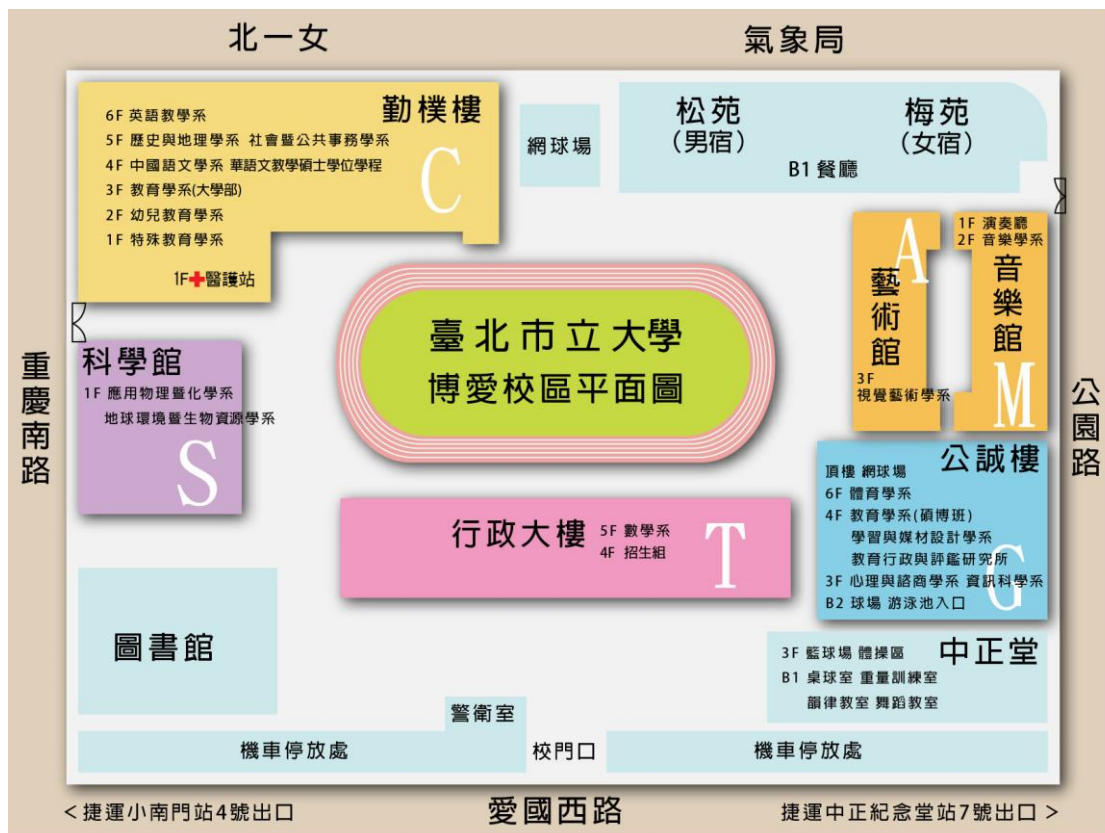 北一女
氣象局
勤樸樓
6F 英語教學系
5F 歷史與地理學系 社會暨公共事務學系
4F 中國語文學系 華語文教學碩士學位學程
3F 教育學系(大學部)
2F 幼兒教育學系
1F 特殊教育學系
C
1F 醫護站
網球場
松苑
(男宿)
梅苑
(女宿)
B1 餐廳
A
藝術館
3F
視覺藝術學系
1F 演奏廳
2F 音樂學系
音樂館
M
臺北市立大學
博愛校區平面圖
重慶南路
科學館
1F 應用物理暨化學系
地球環境暨生物資源學系
S
公園路
公誠樓
頂樓 網球場
6F 體育學系
4F 教育學系(碩博班)
學習與媒材設計學系
教育行政與評鑑研究所
3F 心理與諮商學系 資訊科學系
B2 球場 游泳池入口
G
行政大樓
5F 數學系
4F 招生組
T
圖書館
中正堂
3F 籃球場 體操區
B1 桌球室 重量訓練室
韻律教室 舞蹈教室
警衛室
機車停放處
校門口
機車停放處
<捷運小南門站4號出口
愛國西路
捷運中正紀念堂站7號出口>